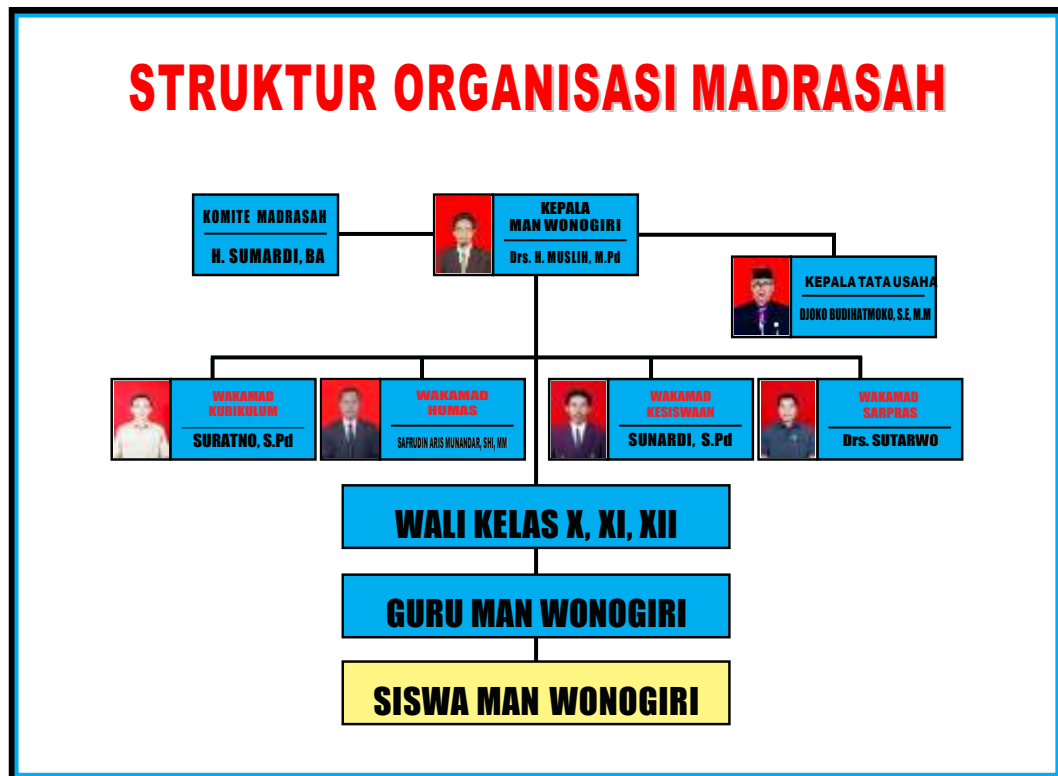 STRUKTUR ORGANISASI MADRASAH
KOMITE MADRASAH
H. SUMARDI, BA
KEPALA
MAN WONOGIRI
Drs. H. MUSLIH, M.Pd
KEPALA TATA USAHA
DJOKO BUDIHATMOKO, S.E, M.M
WAKAMAD
KURIKULUM
SURATNO, S.Pd
WAKAMAD
HUMAS
SAFRUDIN ARIS MUNANDAR, SHI, MM
WAKAMAD
KESISWAAN
SUNARDI, S.Pd
WAKAMAD
SARPRAS
Drs. SUTARWO
WALI KELAS X, XI, XII
GURU MAN WONOGIRI
SISWA MAN WONOGIRI